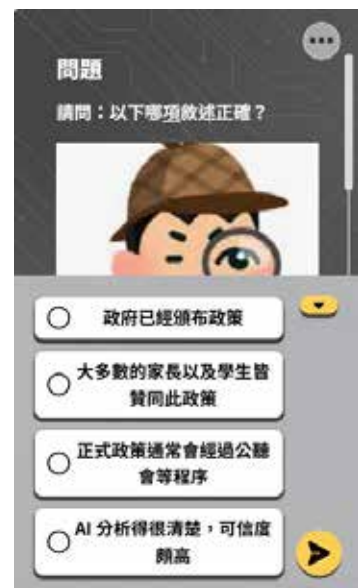 問題
請問：以下哪項敘述正確？
政府已經頒布政策
大多數的家長以及學生皆
贊同此政策
正式政策通常會經過公聽
會等程序
AI 分析得很清楚，可信度
頗高